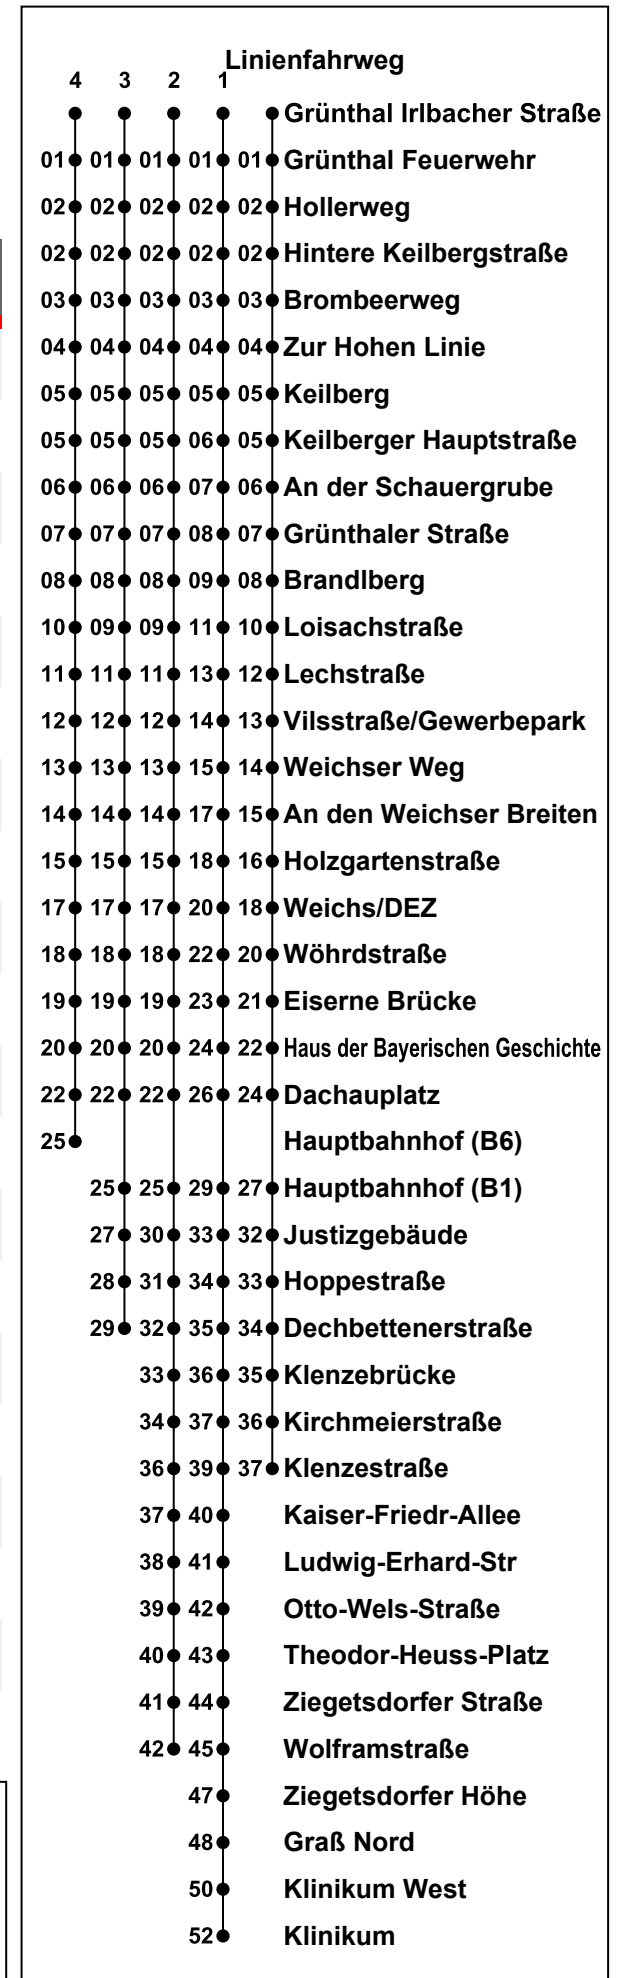 Linienfahrweg
4 3 2 1
Grünthal Irlbacher Straße
01 01 01 01 01 Grünthal Feuerwehr
02 02 02 02 02 Hollerweg
02 02 02 02 02 Hintere Keilbergstraße
03 03 03 03 03 Brombeerweg
04 04 04 04 04 Zur Hohen Linie
05 05 05 05 05 Keilberg
05 05 05 06 05 Keilberger Hauptstraße
06 06 06 07 06 An der Schauergrube
07 07 07 08 07 Grünthaler Straße
08 08 08 09 08 Brandlberg
10 09 09 11 10 Loisachstraße
11 11 11 13 12 Lechstraße
12 12 12 14 13 Vilsstraße/Gewerbepark
13 13 13 15 14 Weichser Weg
14 14 14 17 15 An den Weichser Breiten
15 15 15 18 16 Holzgartenstraße
17 17 17 20 18 Weichs/DEZ
18 18 18 22 20 Wöhrdstraße
19 19 19 23 21 Eiserne Brücke
20 20 20 24 22 Haus der Bayerischen Geschichte
22 22 22 26 24 Dachauplatz
25 Hauptbahnhof (B6)
25 25 29 27 Hauptbahnhof (B1)
27 30 33 32 Justizgebäude
28 31 34 33 Hoppestraße
29 32 35 34 Dechbettenerstraße
33 36 35 Klenzebrücke
34 37 36 Kirchmeierstraße
36 39 37 Klenzestraße
37 40 Kaiser-Friedr-Allee
38 41 Ludwig-Erhard-Str
39 42 Otto-Wels-Straße
40 43 Theodor-Heuss-Platz
41 44 Ziegetsdorfer Straße
42 45 Wolframstraße
47 Ziegetsdorfer Höhe
48 Graß Nord
50 Klinikum West
52 Klinikum